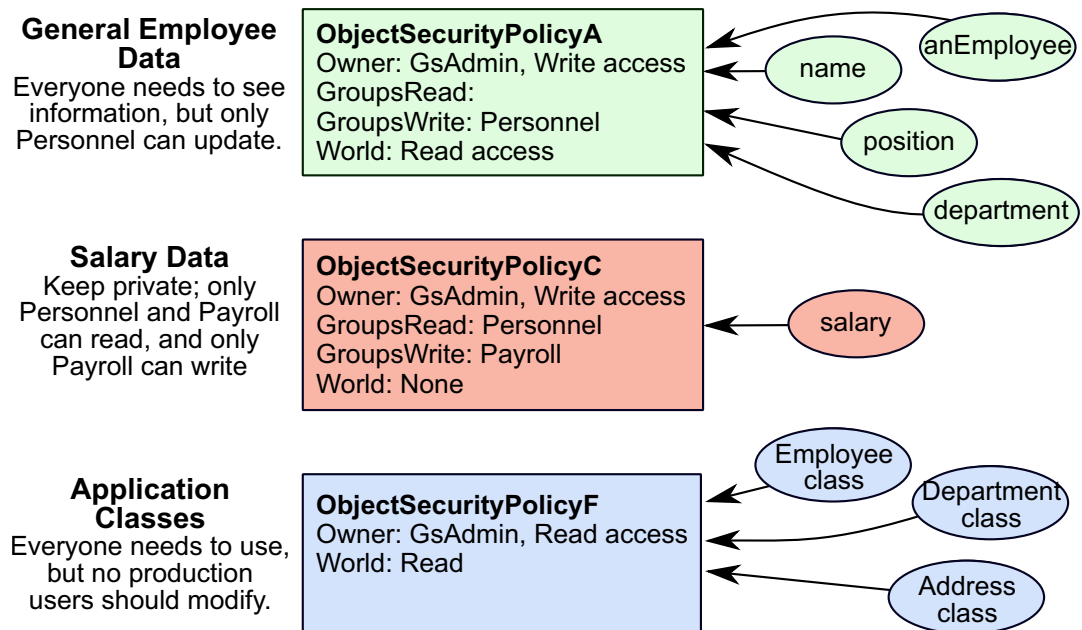 General Employee
Data
Everyone needs to see
information, but only
Personnel can update.
ObjectSecurityPolicyA
Owner: GsAdmin, Write access
GroupsRead:
GroupsWrite: Personnel
World: Read access
anEmployee
name
position
department
Salary Data
Keep private; only
Personnel and Payroll
can read, and only
Payroll can write
ObjectSecurityPolicyC
Owner: GsAdmin, Write access
GroupsRead: Personnel
GroupsWrite: Payroll
World: None
salary
Application
Classes
Everyone needs to use,
but no production
users should modify.
ObjectSecurityPolicyF
Owner: GsAdmin, Read access
World: Read
Employee
class
Department
class
Address
class